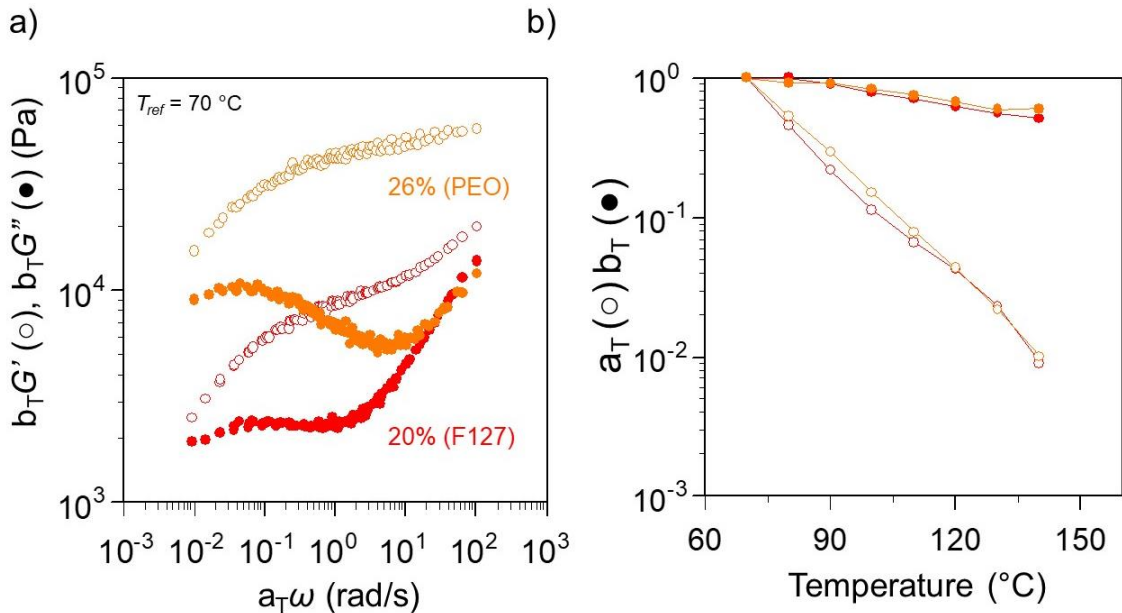 a)
b)
T_ref = 70 °C
26% (PEO)
20% (F127)
b_TG' (○), b_TG'' (●) (Pa)
10^5
10^4
10^3
10^-3 10^-2 10^-1 10^0 10^1 10^2 10^3
a_Tω (rad/s)
a_T (○) b_T (●)
10^0
10^-1
10^-2
10^-3
60 90 120 150
Temperature (°C)